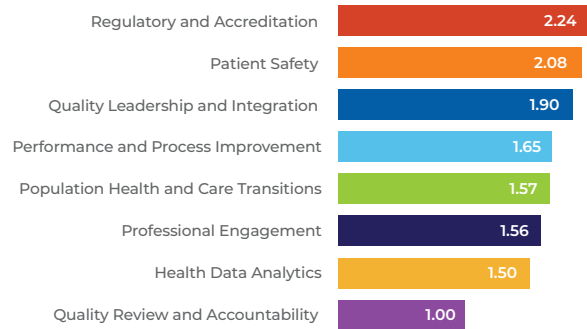 Regulatory and Accreditation 2.24
Patient Safety 2.08
Quality Leadership and Integration 1.90
Performance and Process Improvement 1.65
Population Health and Care Transitions 1.57
Professional Engagement 1.56
Health Data Analytics 1.50
Quality Review and Accountability 1.00